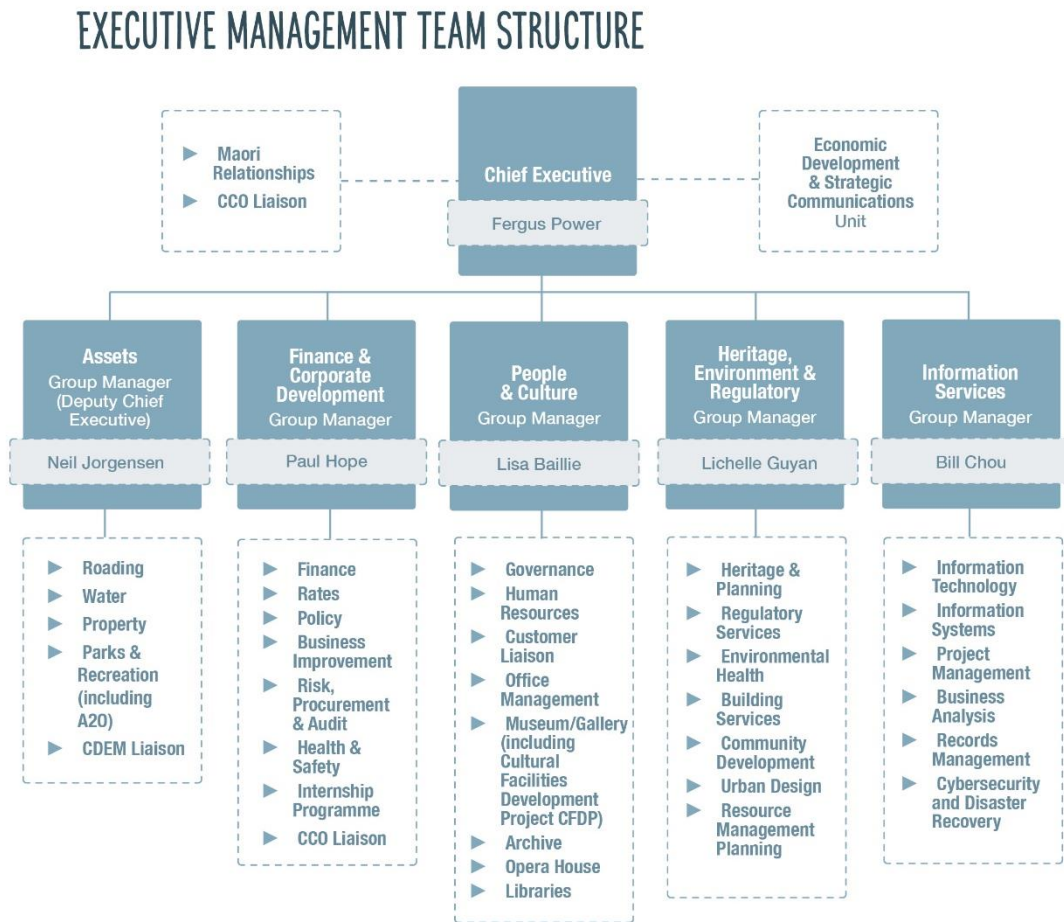 EXECUTIVE MANAGEMENT TEAM STRUCTURE
Maori
Relationships
CCO Liaison
Chief Executive
Fergus Power
Economic
Development
& Strategic
Communications
Unit
Assets
Group Manager
(Deputy Chief
Executive)
Neil Jorgensen
Finance &
Corporate
Development
Group Manager
Paul Hope
People
& Culture
Group Manager
Lisa Baillie
Heritage,
Environment &
Regulatory
Group Manager
Lichelle Guyan
Information
Services
Group Manager
Bill Chou
Roading
Water
Property
Parks &
Recreation
(including
A2O)
CDEM Liaison
Finance
Rates
Policy
Business
Improvement
Risk,
Procurement
& Audit
Health &
Safety
Internship
Programme
CCO Liaison
Governance
Human
Resources
Customer
Liaison
Office
Management
Museum/Gallery
(including
Cultural
Facilities
Development
Project CFDP)
Archive
Opera House
Libraries
Heritage &
Planning
Regulatory
Services
Environmental
Health
Building
Services
Community
Development
Urban Design
Resource
Management
Planning
Information
Technology
Information
Systems
Project
Management
Business
Analysis
Records
Management
Cybersecurity
and Disaster
Recovery